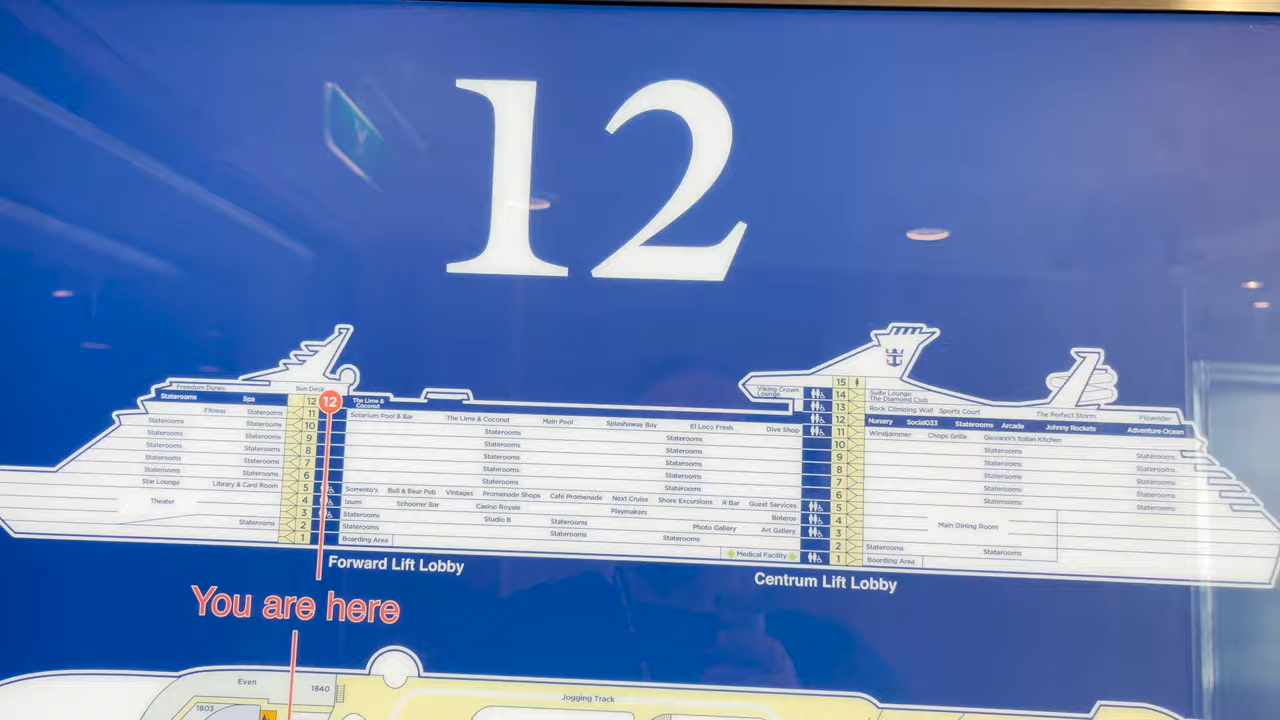 12
15
Viking Crown
Lounge
14
Suite Lounge
The Diamond Club
Freedom Dunes
Sun Deck
12
12
The Lime &
Coconut
13
Rock Climbing Wall
Sports Court
The Perfect Storm
Flowrider
Staterooms
Spa
12
Nursery
Social033
Staterooms
Arcade
Johnny Rockets
Adventure Ocean
Fitness
Staterooms
11
Solarium Pool & Bar
The Lime & Coconut
Main Pool
Splashaway Bay
El Loco Fresh
Dive Shop
11
Windjammer
Chops Grille
Giovanni's Italian Kitchen
Staterooms
Staterooms
10
Staterooms
Staterooms
10
Staterooms
Staterooms
Staterooms
Staterooms
9
Staterooms
Staterooms
9
Staterooms
Staterooms
Staterooms
Staterooms
8
Staterooms
Staterooms
8
Staterooms
Staterooms
Staterooms
Staterooms
7
Staterooms
Staterooms
7
Staterooms
Staterooms
Staterooms
Staterooms
6
Staterooms
Staterooms
6
Staterooms
Staterooms
Star Lounge
Library & Card Room
5
Sorrento's
Bull & Bear Pub
Vintages
Promenade Shops
Café Promenade
Next Cruise
Shore Excursions
R Bar
Guest Services
5
Theater
4
Izumi
Schooner Bar
Casino Royale
Playmakers
Boleros
4
Main Dining Room
3
Staterooms
Studio B
Staterooms
Photo Gallery
Art Gallery
3
Staterooms
2
Staterooms
Staterooms
Staterooms
2
Staterooms
Staterooms
1
Boarding Area
Medical Facility
1
Boarding Area
Forward Lift Lobby
Centrum Lift Lobby
You are here
Even
1840
Jogging Track
1803